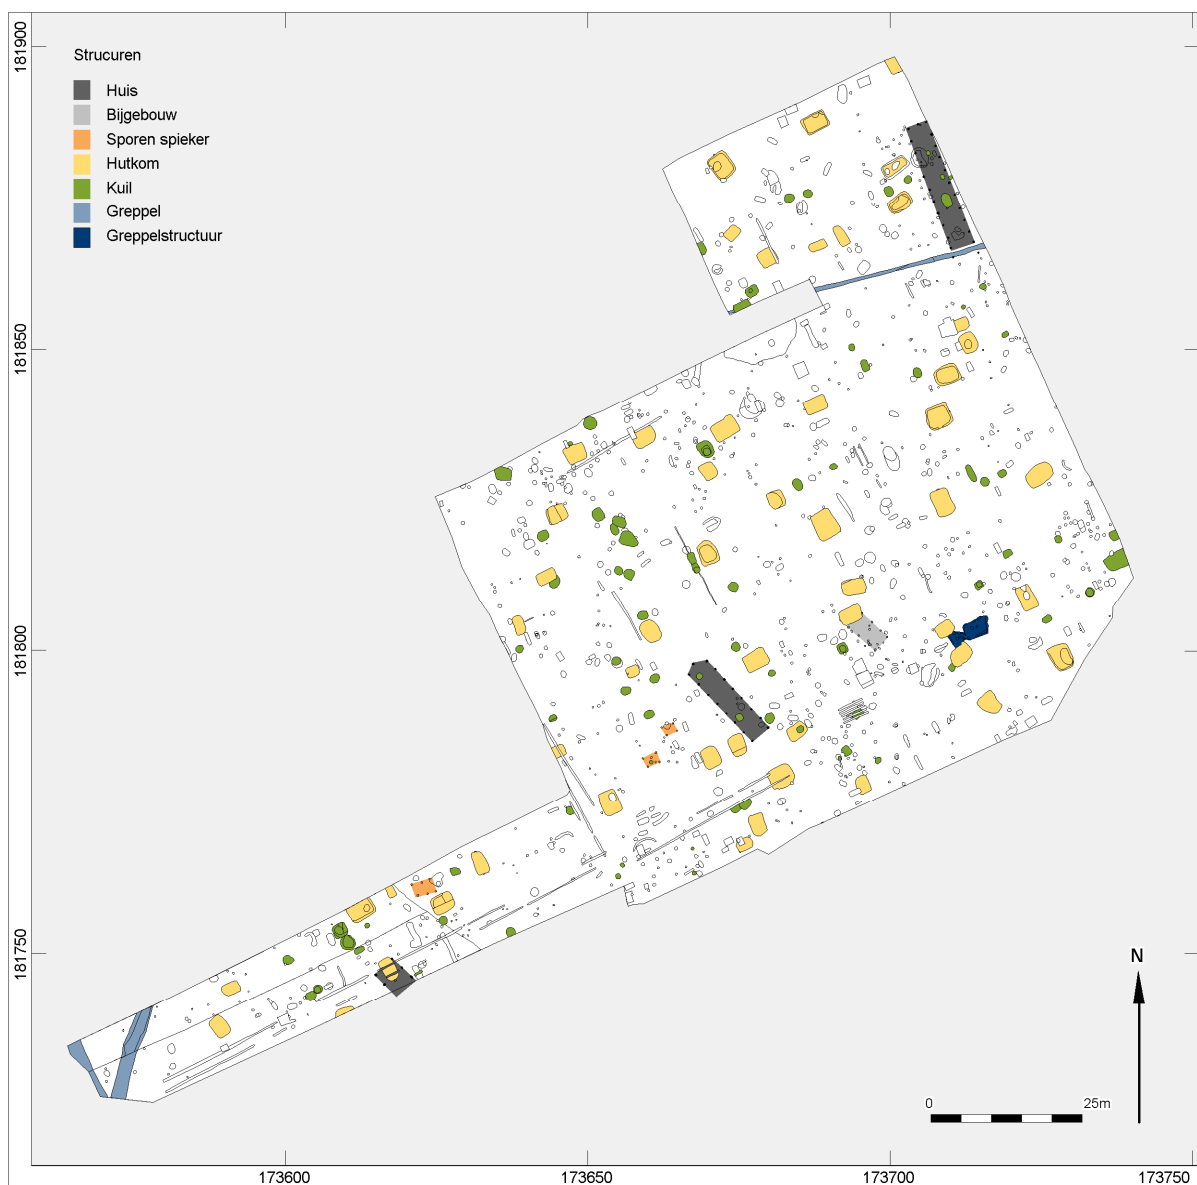 Strucuren
Huis
Bijgebouw
Sporen spieker
Hutkom
Kuil
Greppel
Greppelstructuur
181900
181850
181800
181750
N
0 25m
173600 173650 173700 173750